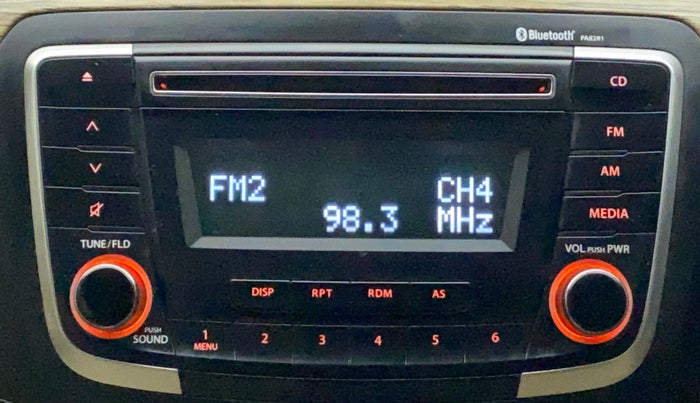 Bluetooth® PA8261
CD
FM
AM
MEDIA
FM2 CH4
98.3 MHz
TUNE/FLD
VOL PUSH PWR
DISP RPT RDM AS
PUSH
SOUND
1 2 3 4 5 6
MENU